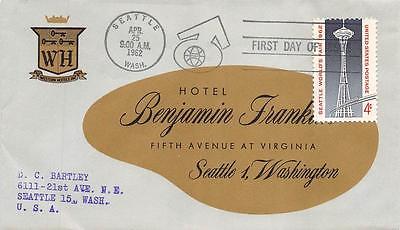 WH
WESTERN HOTELS INC.
SEATTLE
APR.
25
9:00 A.M.
1962
WASH.
FIRST DAY OF
SEATTLE WORLD'S FAIR 1962
UNITED STATES POSTAGE
4¢
HOTEL
Benjamin Frankl
FIFTH AVENUE AT VIRGINIA
Seattle 1, Washington
D. C. BARTLEY
6111-21st AVE. N.E.
SEATTLE 15, WASH.
U. S. A.